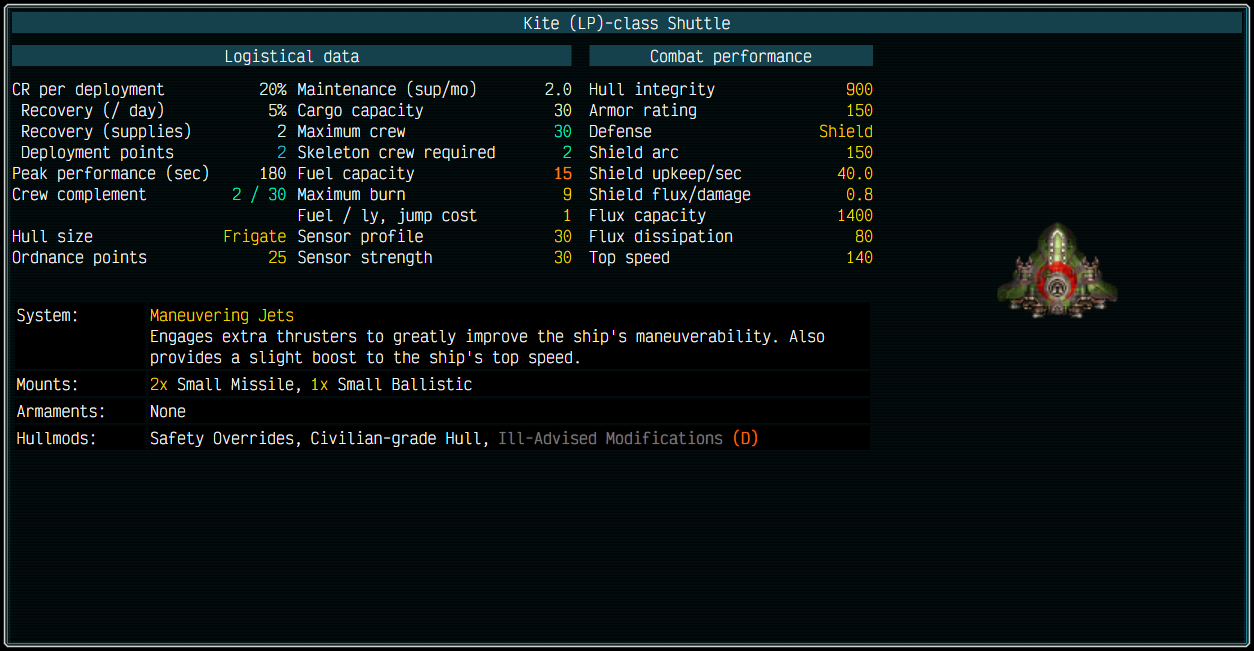 Kite (LP)-class Shuttle
Logistical data
CR per deployment 20%
Recovery (/ day) 5%
Recovery (supplies) 2
Deployment points 2
Peak performance (sec) 180
Crew complement 2 / 30
Hull size Frigate
Ordnance points 25
Maintenance (sup/mo) 2.0
Cargo capacity 30
Maximum crew 30
Skeleton crew required 2
Fuel capacity 15
Maximum burn 9
Fuel / ly, jump cost 1
Sensor profile 30
Sensor strength 30
Combat performance
Hull integrity 900
Armor rating 150
Defense Shield
Shield arc 150
Shield upkeep/sec 40.0
Shield flux/damage 0.8
Flux capacity 1400
Flux dissipation 80
Top speed 140
System: Maneuvering Jets
Engages extra thrusters to greatly improve the ship's maneuverability. Also
provides a slight boost to the ship's top speed.
Mounts: 2x Small Missile, 1x Small Ballistic
Armaments: None
Hullmods: Safety Overrides, Civilian-grade Hull, Ill-Advised Modifications (D)